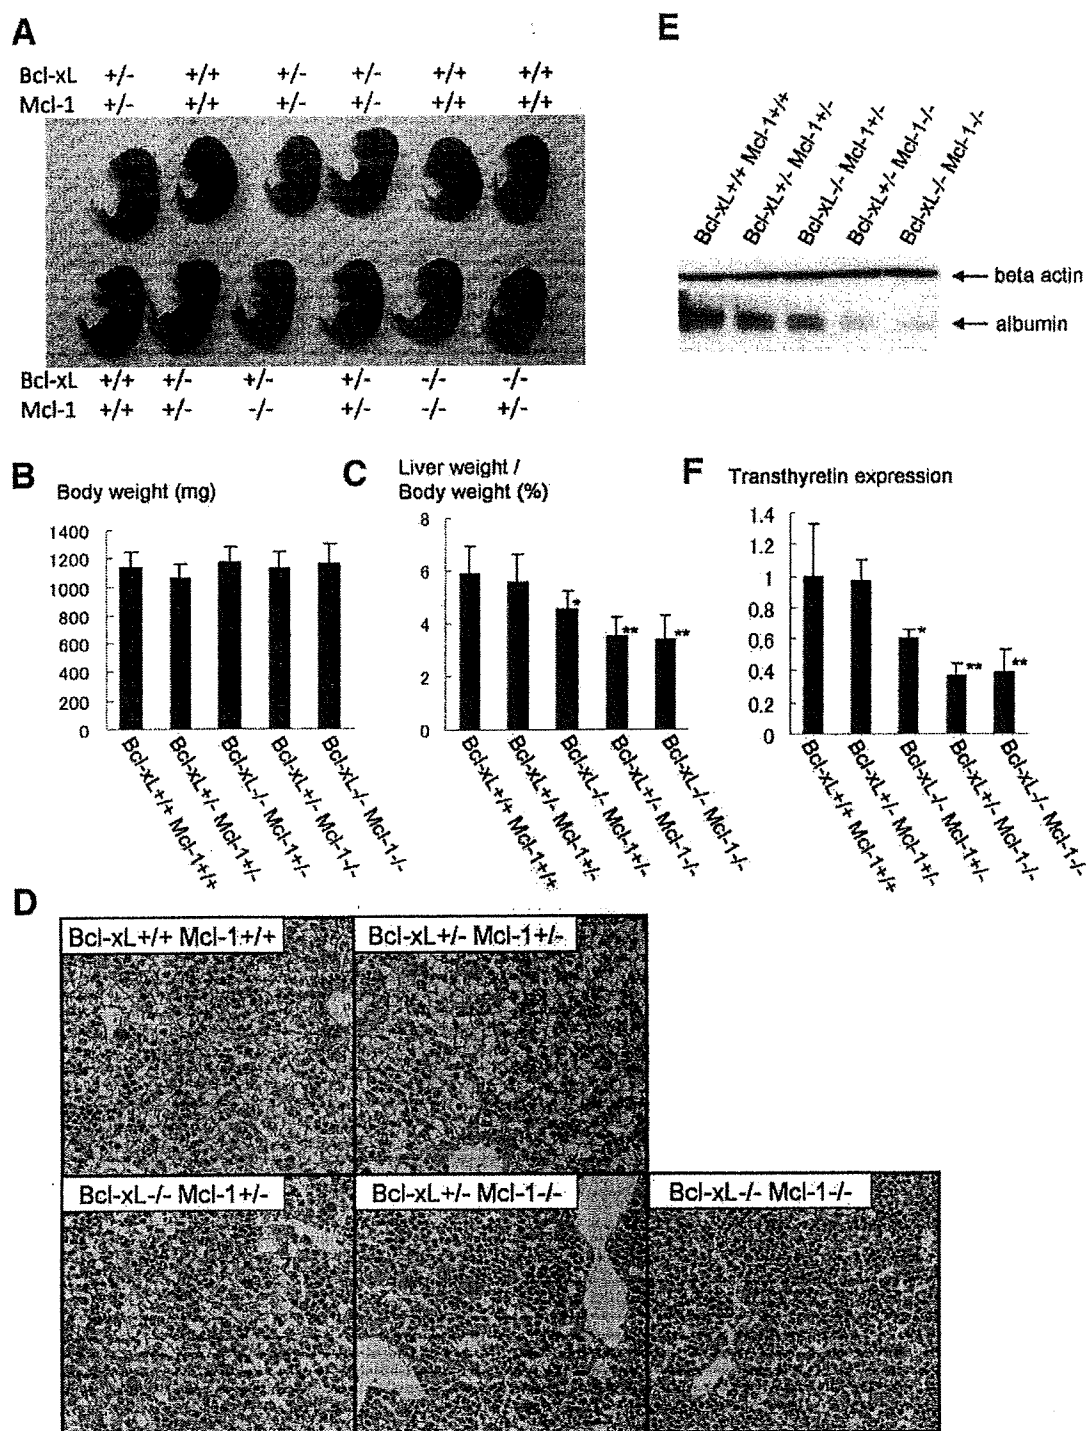 A
Bcl-xL +/- +/+ +/- +/- +/+ +/+
Mcl-1 +/- +/+ +/- +/- +/+ +/+
Bcl-xL +/+ +/- +/- +/- -/- -/-
Mcl-1 +/+ +/- -/- +/- -/- +/-
E
Bcl-xL+/+ Mcl-1+/+
Bcl-xL+/- Mcl-1+/-
Bcl-xL-/- Mcl-1+/-
Bcl-xL+/- Mcl-1-/-
Bcl-xL-/- Mcl-1-/-
beta actin
albumin
B
Body weight (mg)
1400
1200
1000
800
600
400
200
0
Bcl-xL+/+ Mcl-1+/+
Bcl-xL+/- Mcl-1+/-
Bcl-xL-/- Mcl-1+/-
Bcl-xL+/- Mcl-1-/-
Bcl-xL-/- Mcl-1-/-
C
Liver weight /
Body weight (%)
8
6
4
2
0
*
**
**
Bcl-xL+/+ Mcl-1+/+
Bcl-xL+/- Mcl-1+/-
Bcl-xL-/- Mcl-1+/-
Bcl-xL+/- Mcl-1-/-
Bcl-xL-/- Mcl-1-/-
F
Transthyretin expression
1.4
1.2
1
0.8
0.6
0.4
0.2
0
*
**
**
Bcl-xL+/+ Mcl-1+/+
Bcl-xL+/- Mcl-1+/-
Bcl-xL-/- Mcl-1+/-
Bcl-xL+/- Mcl-1-/-
Bcl-xL-/- Mcl-1-/-
D
Bcl-xL+/+ Mcl-1+/+
Bcl-xL+/- Mcl-1+/-
Bcl-xL-/- Mcl-1+/-
Bcl-xL+/- Mcl-1-/-
Bcl-xL-/- Mcl-1-/-